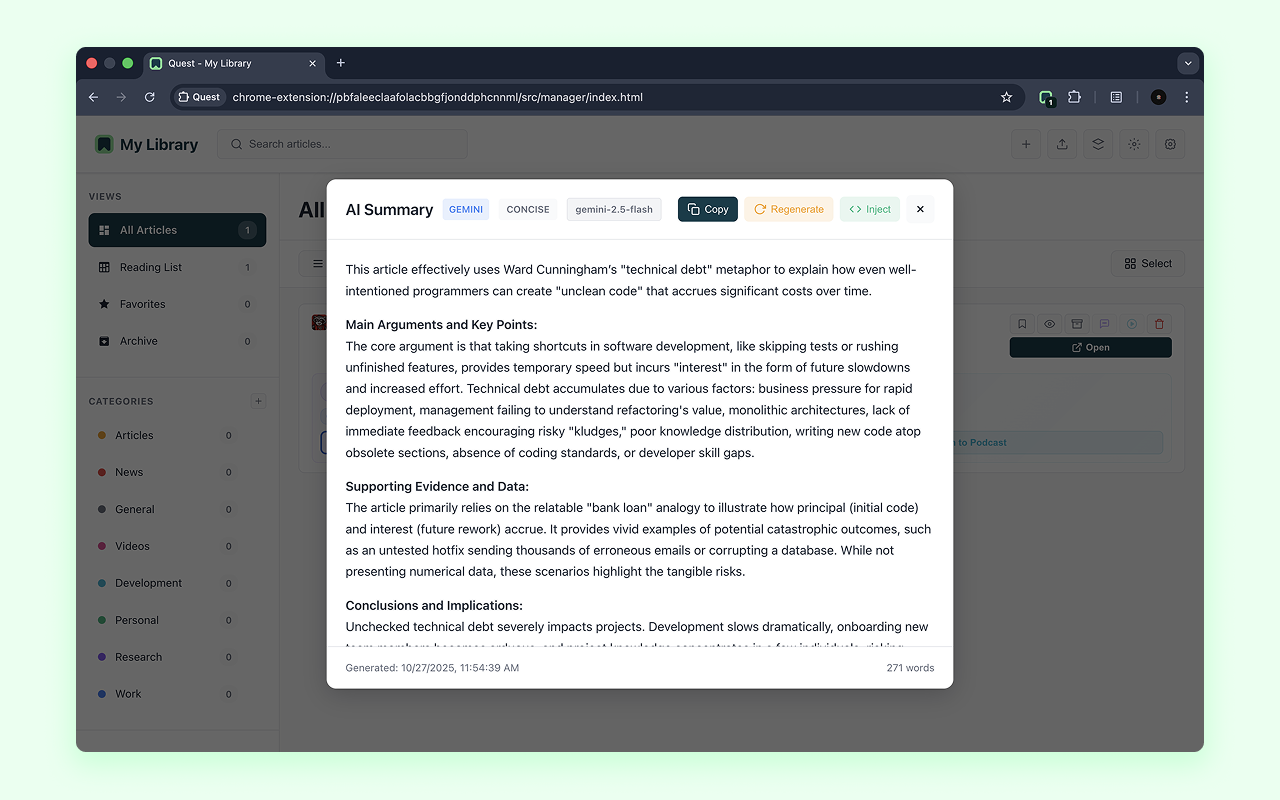 Quest - My Library
Quest
chrome-extension://pbfaleeclaafolacbbgfjonddphcnnml/src/manager/index.html
1
My Library
Search articles...
VIEWS
All Articles 1
Reading List 1
Favorites 0
Archive 0
CATEGORIES
Articles 0
News 0
General 0
Videos 0
Development 0
Personal 0
Research 0
Work 0
All
Select
Open
to Podcast
AI Summary
GEMINI
CONCISE
gemini-2.5-flash
Copy
Regenerate
Inject
This article effectively uses Ward Cunningham’s "technical debt" metaphor to explain how even well-
intentioned programmers can create "unclean code" that accrues significant costs over time.
Main Arguments and Key Points:
The core argument is that taking shortcuts in software development, like skipping tests or rushing
unfinished features, provides temporary speed but incurs "interest" in the form of future slowdowns
and increased effort. Technical debt accumulates due to various factors: business pressure for rapid
deployment, management failing to understand refactoring's value, monolithic architectures, lack of
immediate feedback encouraging risky "kludges," poor knowledge distribution, writing new code atop
obsolete sections, absence of coding standards, or developer skill gaps.
Supporting Evidence and Data:
The article primarily relies on the relatable "bank loan" analogy to illustrate how principal (initial code)
and interest (future rework) accrue. It provides vivid examples of potential catastrophic outcomes, such
as an untested hotfix sending thousands of erroneous emails or corrupting a database. While not
presenting numerical data, these scenarios highlight the tangible risks.
Conclusions and Implications:
Unchecked technical debt severely impacts projects. Development slows dramatically, onboarding new
team members becomes arduous, and project knowledge concentrates in a few individuals, risking
Generated: 10/27/2025, 11:54:39 AM
271 words